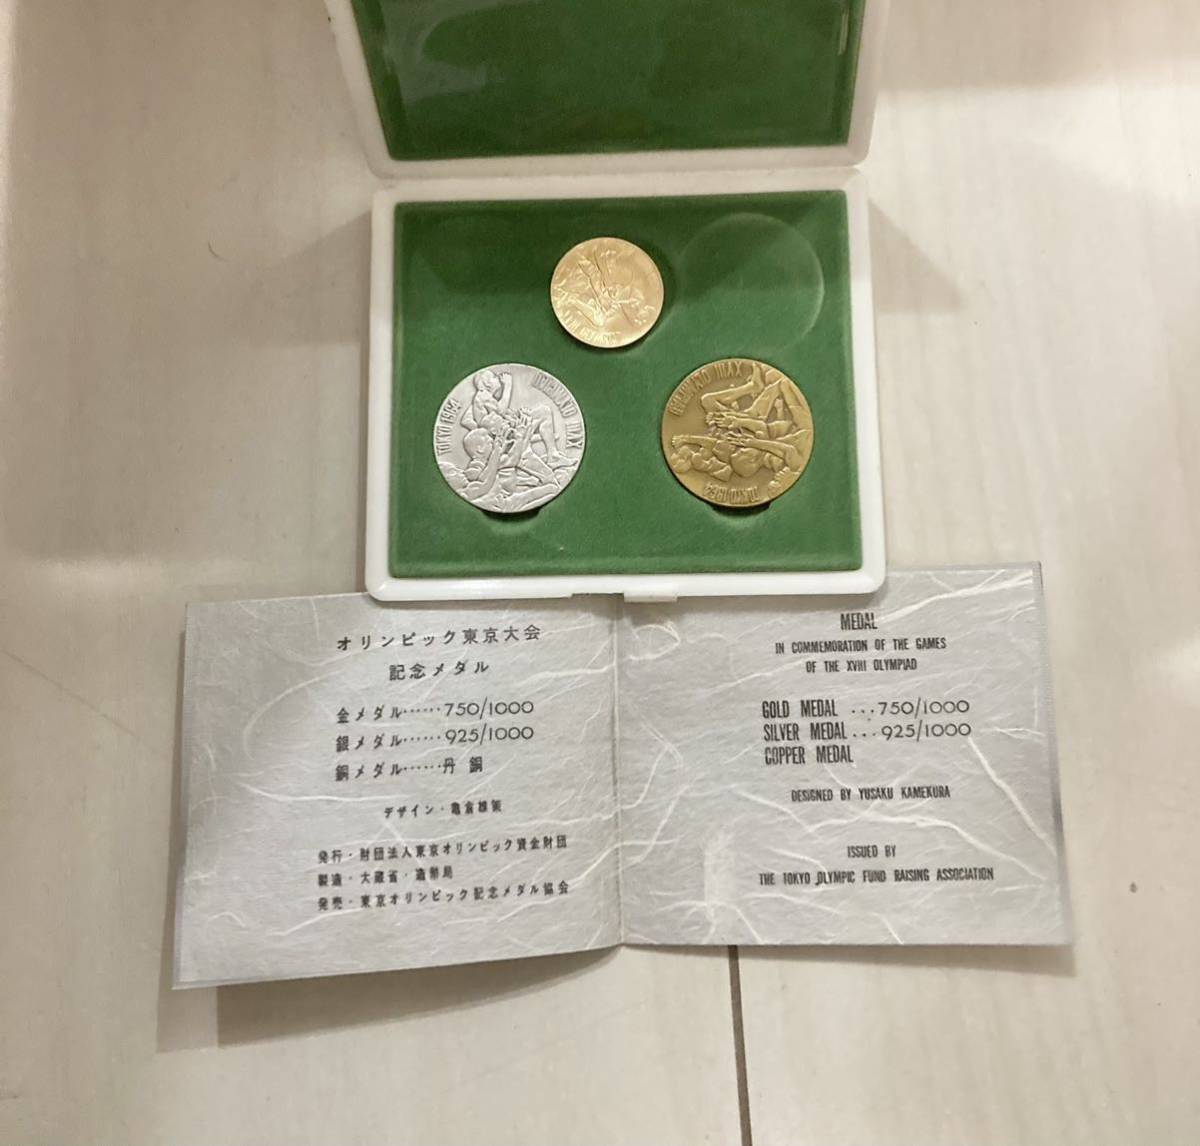 TOKYO 1964 OLYMPIAD XVIII
OLYMPIAD XVIII
TOKYO 1964
オリンピック東京大会
記念メダル
金メダル……750/1000
銀メダル……925/1000
銅メダル……丹銅
デザイン・亀倉雄策
発行・財団法人東京オリンピック資金財団
製造・大蔵省・造幣局
発売・東京オリンピック記念メダル協会
MEDAL
IN COMMEMORATION OF THE GAMES
OF THE XVIII OLYMPIAD
GOLD MEDAL ...750/1000
SILVER MEDAL...925/1000
COPPER MEDAL
DESIGNED BY YUSAKU KAMEKURA
ISSUED BY
THE TOKYO OLYMPIC FUND RAISING ASSOCIATION